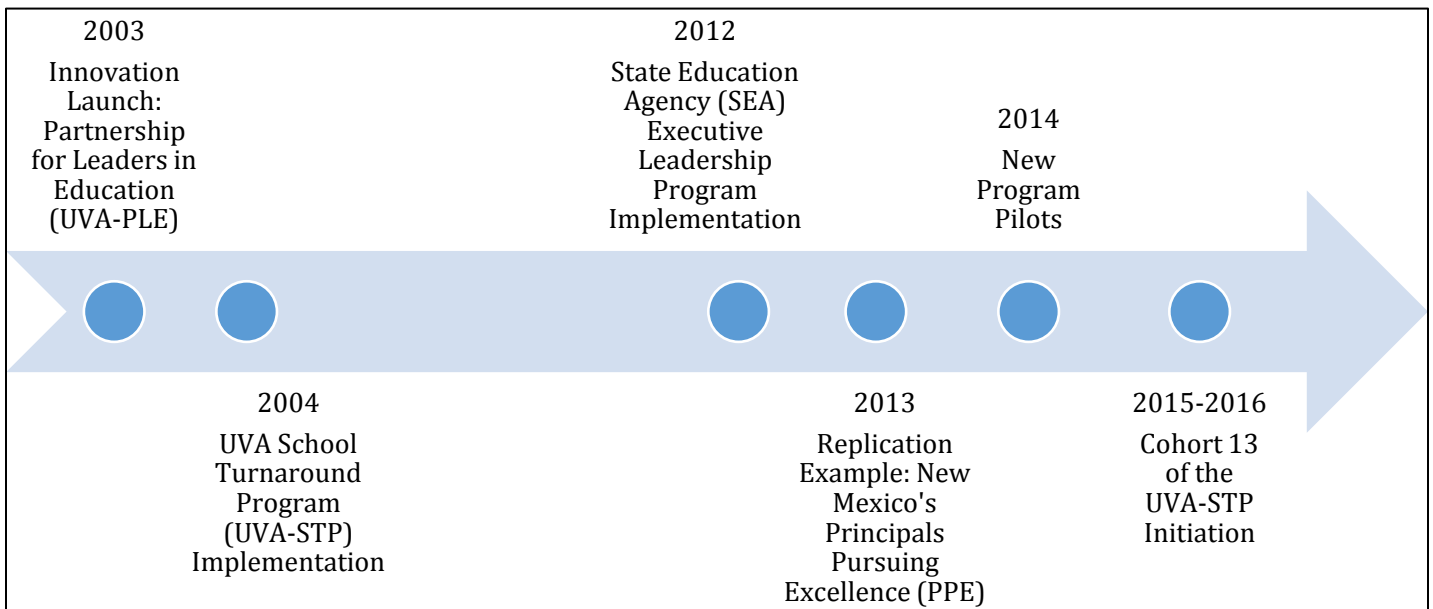 2003
Innovation
Launch:
Partnership
for Leaders in
Education
(UVA-PLE)
2004
UVA School
Turnaround
Program
(UVA-STP)
Implementation
2012
State Education
Agency (SEA)
Executive
Leadership
Program
Implementation
2013
Replication
Example: New
Mexico's
Principals
Pursuing
Excellence (PPE)
2014
New
Program
Pilots
2015-2016
Cohort 13
of the
UVA-STP
Initiation